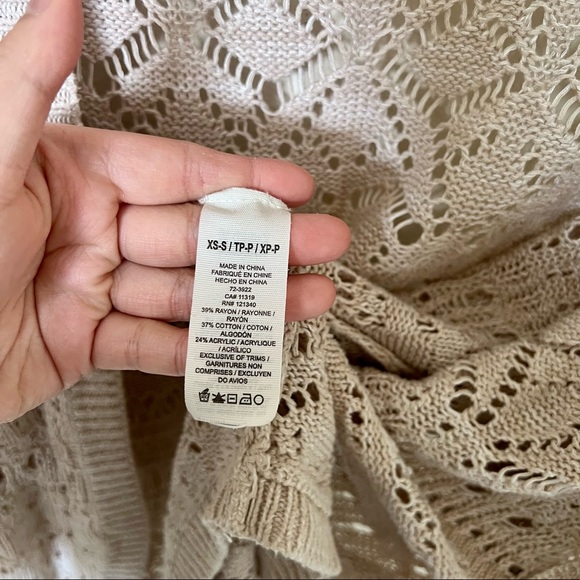 XS-S / TP-P / XP-P
MADE IN CHINA
FABRIQUÉ EN CHINE
HECHO EN CHINA
72-3922
CA# 11319
RN# 121340
39% RAYON / RAYONNE /
RAYÓN
37% COTTON / COTON /
ALGODÓN
24% ACRYLIC / ACRYLIQUE
/ ACRÍLICO
EXCLUSIVE OF TRIMS /
GARNITURES NON
COMPRISES / EXCLUYEN
DO AVIOS